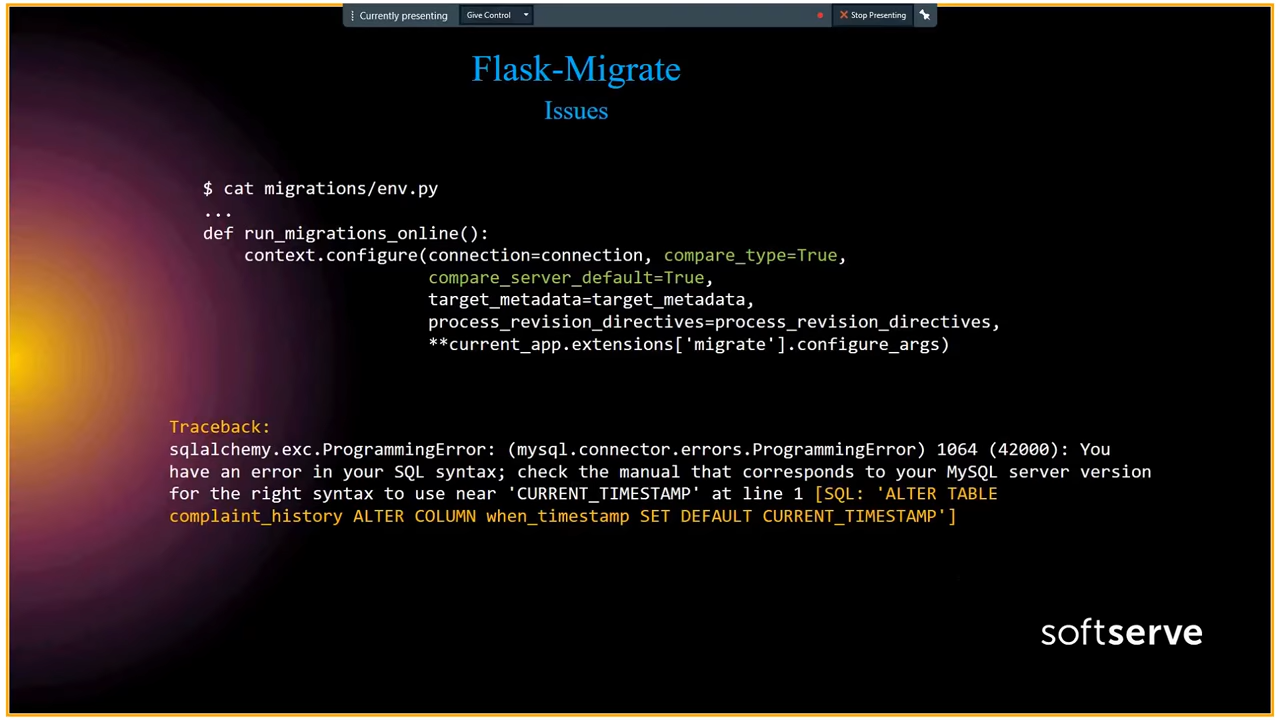 Currently presenting Give Control Stop Presenting
Flask-Migrate
Issues
$ cat migrations/env.py
...
def run_migrations_online():
context.configure(connection=connection, compare_type=True,
compare_server_default=True,
target_metadata=target_metadata,
process_revision_directives=process_revision_directives,
**current_app.extensions['migrate'].configure_args)
Traceback:
sqlalchemy.exc.ProgrammingError: (mysql.connector.errors.ProgrammingError) 1064 (42000): You
have an error in your SQL syntax; check the manual that corresponds to your MySQL server version
for the right syntax to use near 'CURRENT_TIMESTAMP' at line 1 [SQL: 'ALTER TABLE
complaint_history ALTER COLUMN when_timestamp SET DEFAULT CURRENT_TIMESTAMP']
softserve